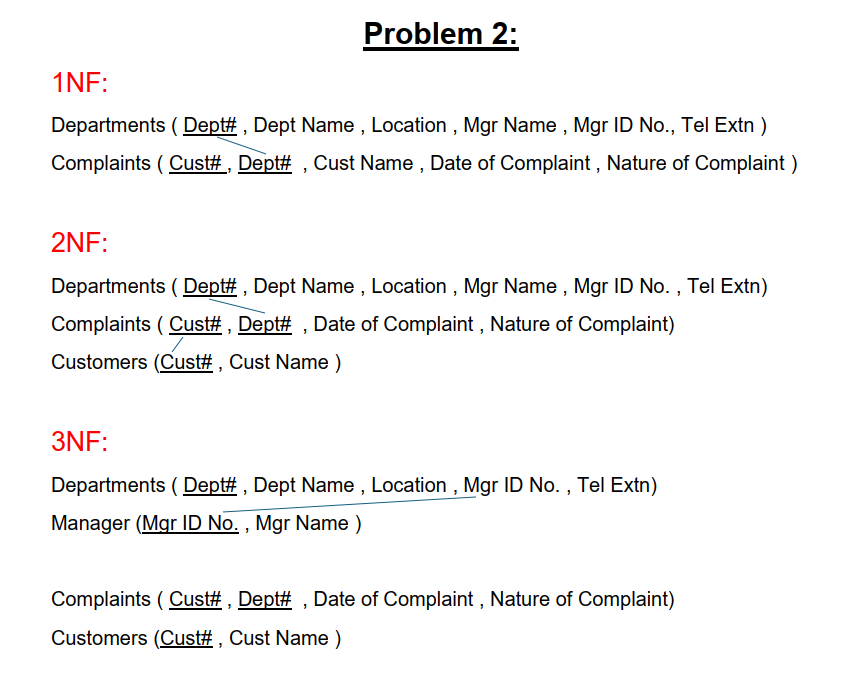 Problem 2:
1NF:
Departments ( Dept# , Dept Name , Location , Mgr Name , Mgr ID No., Tel Extn )
Complaints ( Cust# , Dept# , Cust Name , Date of Complaint , Nature of Complaint )
2NF:
Departments ( Dept# , Dept Name , Location , Mgr Name , Mgr ID No. , Tel Extn)
Complaints ( Cust# , Dept# , Date of Complaint , Nature of Complaint)
Customers (Cust# , Cust Name )
3NF:
Departments ( Dept# , Dept Name , Location , Mgr ID No. , Tel Extn)
Manager (Mgr ID No. , Mgr Name )
Complaints ( Cust# , Dept# , Date of Complaint , Nature of Complaint)
Customers (Cust# , Cust Name )